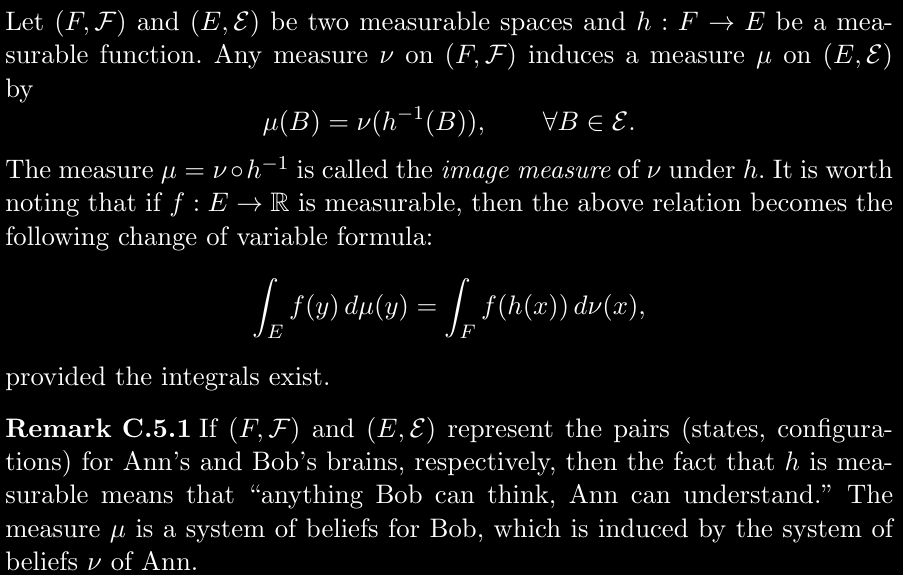 Let (F, ℱ) and (E, ℰ) be two measurable spaces and h : F → E be a mea-
surable function. Any measure ν on (F, ℱ) induces a measure μ on (E, ℰ)
by
μ(B) = ν(h⁻¹(B)), ∀B ∈ ℰ.
The measure μ = ν∘h⁻¹ is called the image measure of ν under h. It is worth
noting that if f : E → ℝ is measurable, then the above relation becomes the
following change of variable formula:
∫_E f(y) dμ(y) = ∫_F f(h(x)) dν(x),
provided the integrals exist.
Remark C.5.1 If (F, ℱ) and (E, ℰ) represent the pairs (states, configura-
tions) for Ann's and Bob's brains, respectively, then the fact that h is mea-
surable means that “anything Bob can think, Ann can understand.” The
measure μ is a system of beliefs for Bob, which is induced by the system of
beliefs ν of Ann.